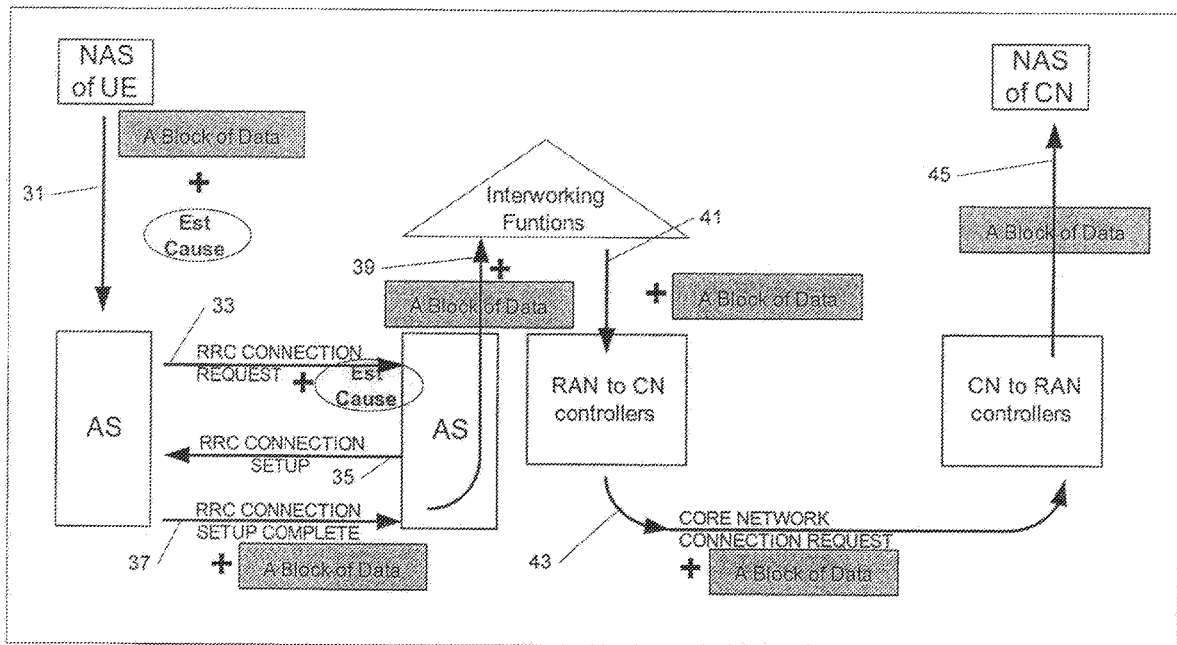 NAS
of UE
A Block of Data
+
Est
Cause
31
NAS
of CN
45
A Block of Data
Interworking
Funtions
41
39
+
A Block of Data
+
A Block of Data
33
RRC CONNECTION
REQUEST
+
Est
Cause
AS
AS
RRC CONNECTION
SETUP
35
RRC CONNECTION
SETUP COMPLETE
37
+
A Block of Data
RAN to CN
controllers
CN to RAN
controllers
43
CORE NETWORK
CONNECTION REQUEST
+
A Block of Data